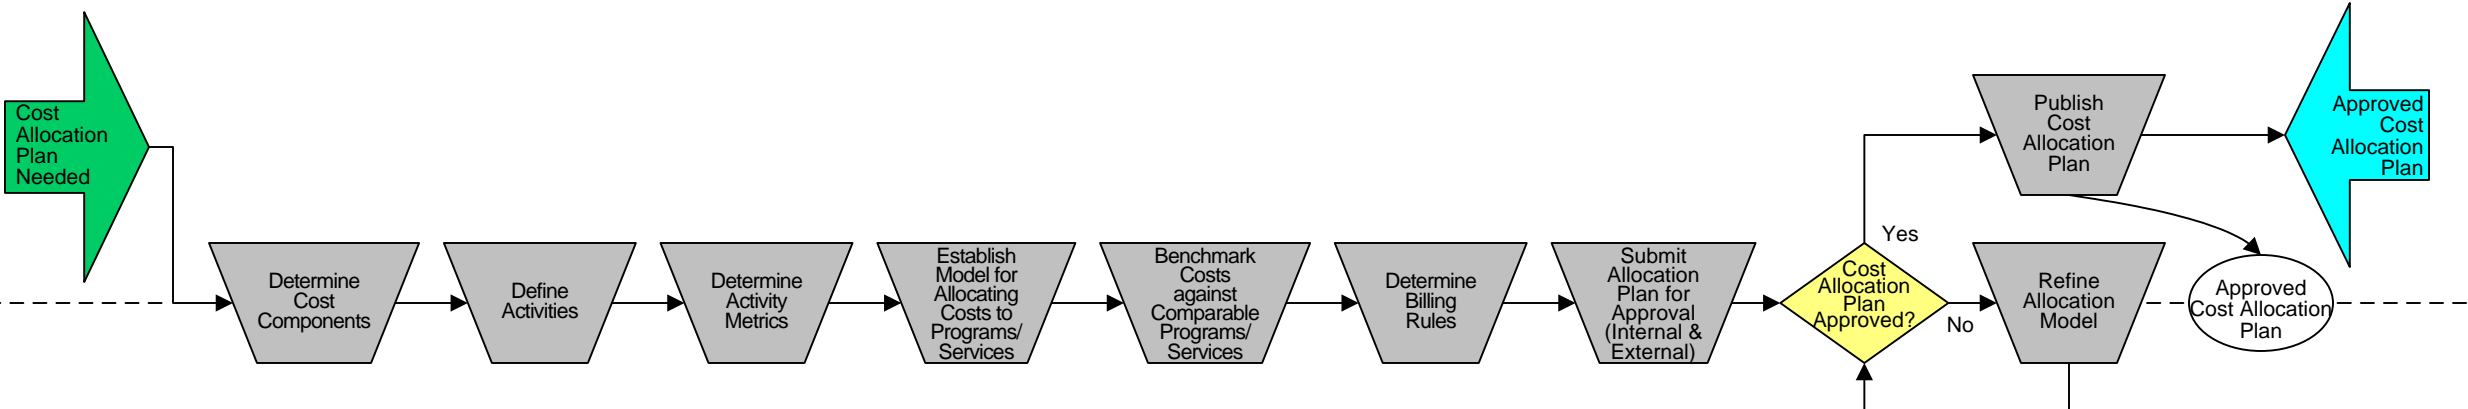 Cost
Allocation
Plan
Needed
Determine
Cost
Components
Define
Activities
Determine
Activity
Metrics
Establish
Model for
Allocating
Costs to
Programs/
Services
Benchmark
Costs
against
Comparable
Programs/
Services
Determine
Billing
Rules
Submit
Allocation
Plan for
Approval
(Internal &
External)
Cost
Allocation
Plan
Approved?
Yes
No
Publish
Cost
Allocation
Plan
Refine
Allocation
Model
Approved
Cost
Allocation
Plan
Approved
Cost Allocation
Plan